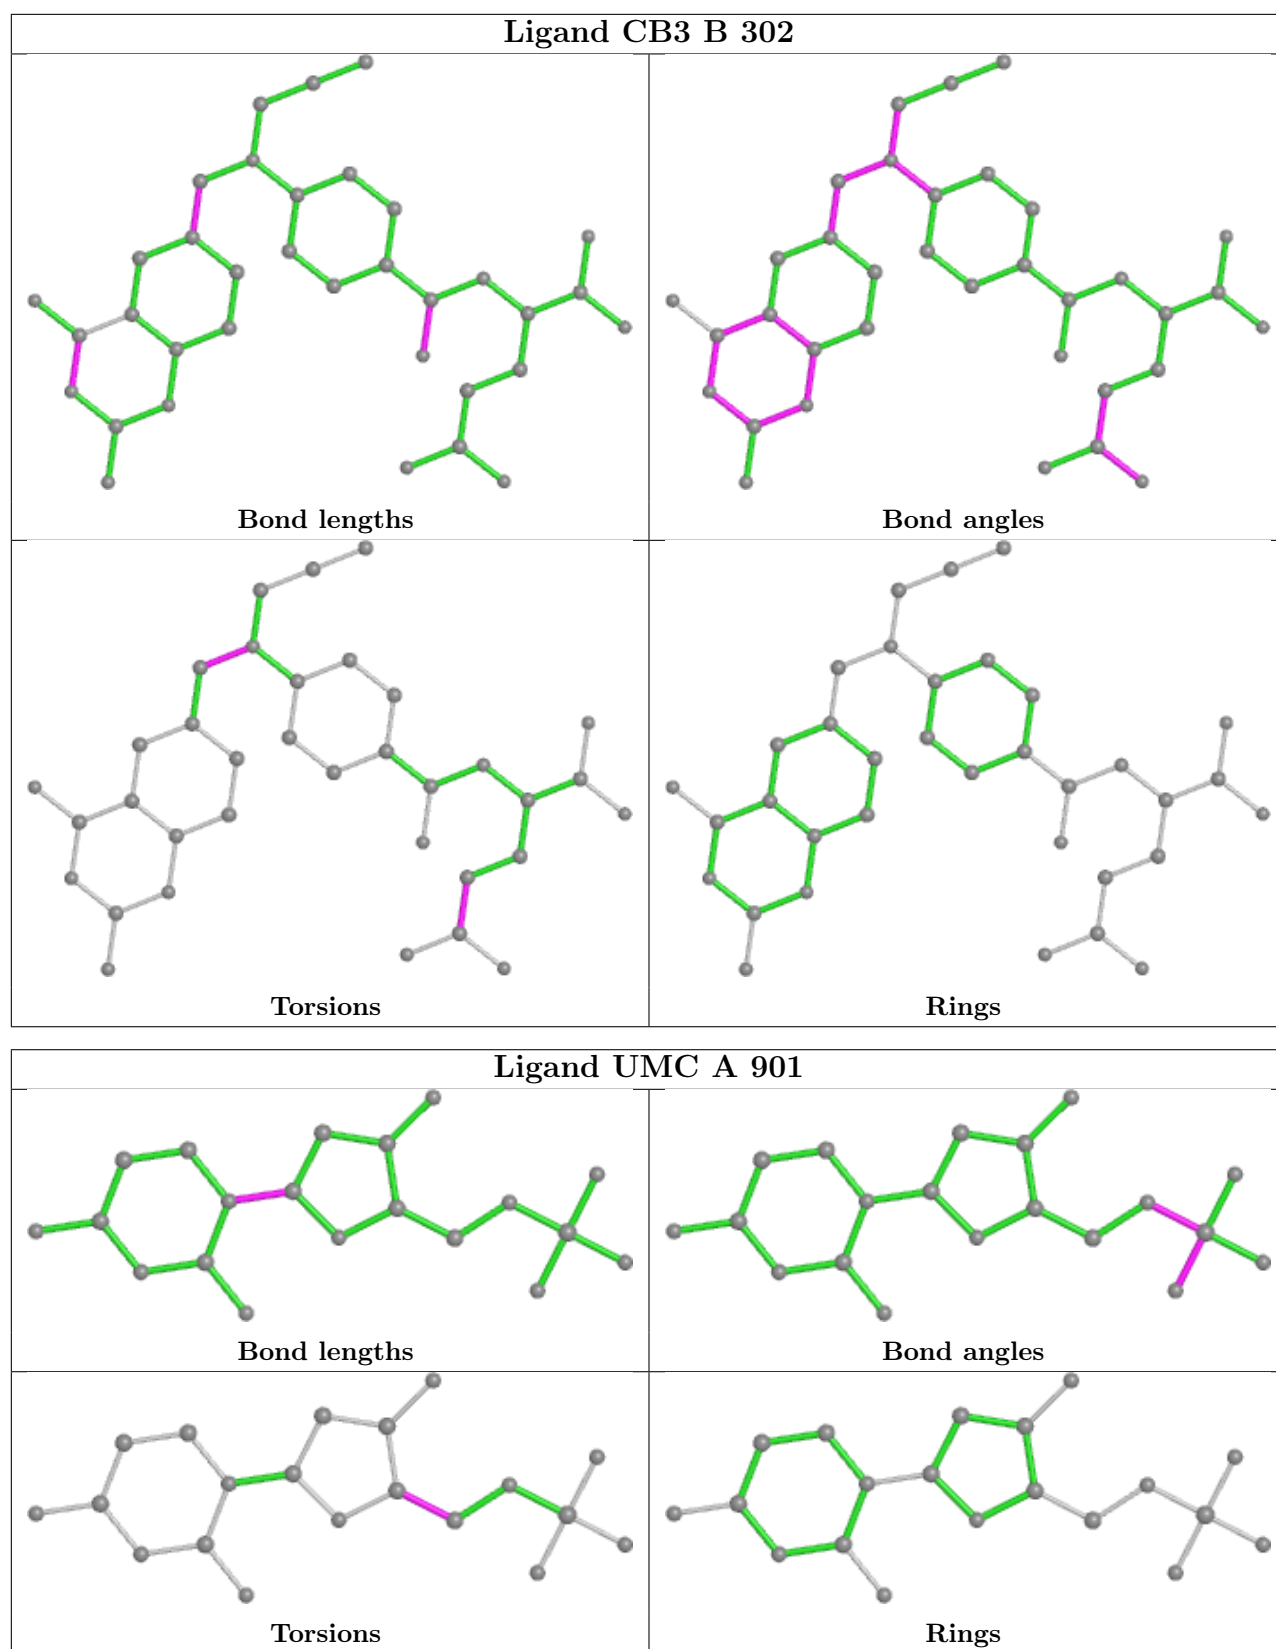 Ligand CB3 B 302
Bond lengths
Bond angles
Torsions
Rings
Ligand UMC A 901
Bond lengths
Bond angles
Torsions
Rings